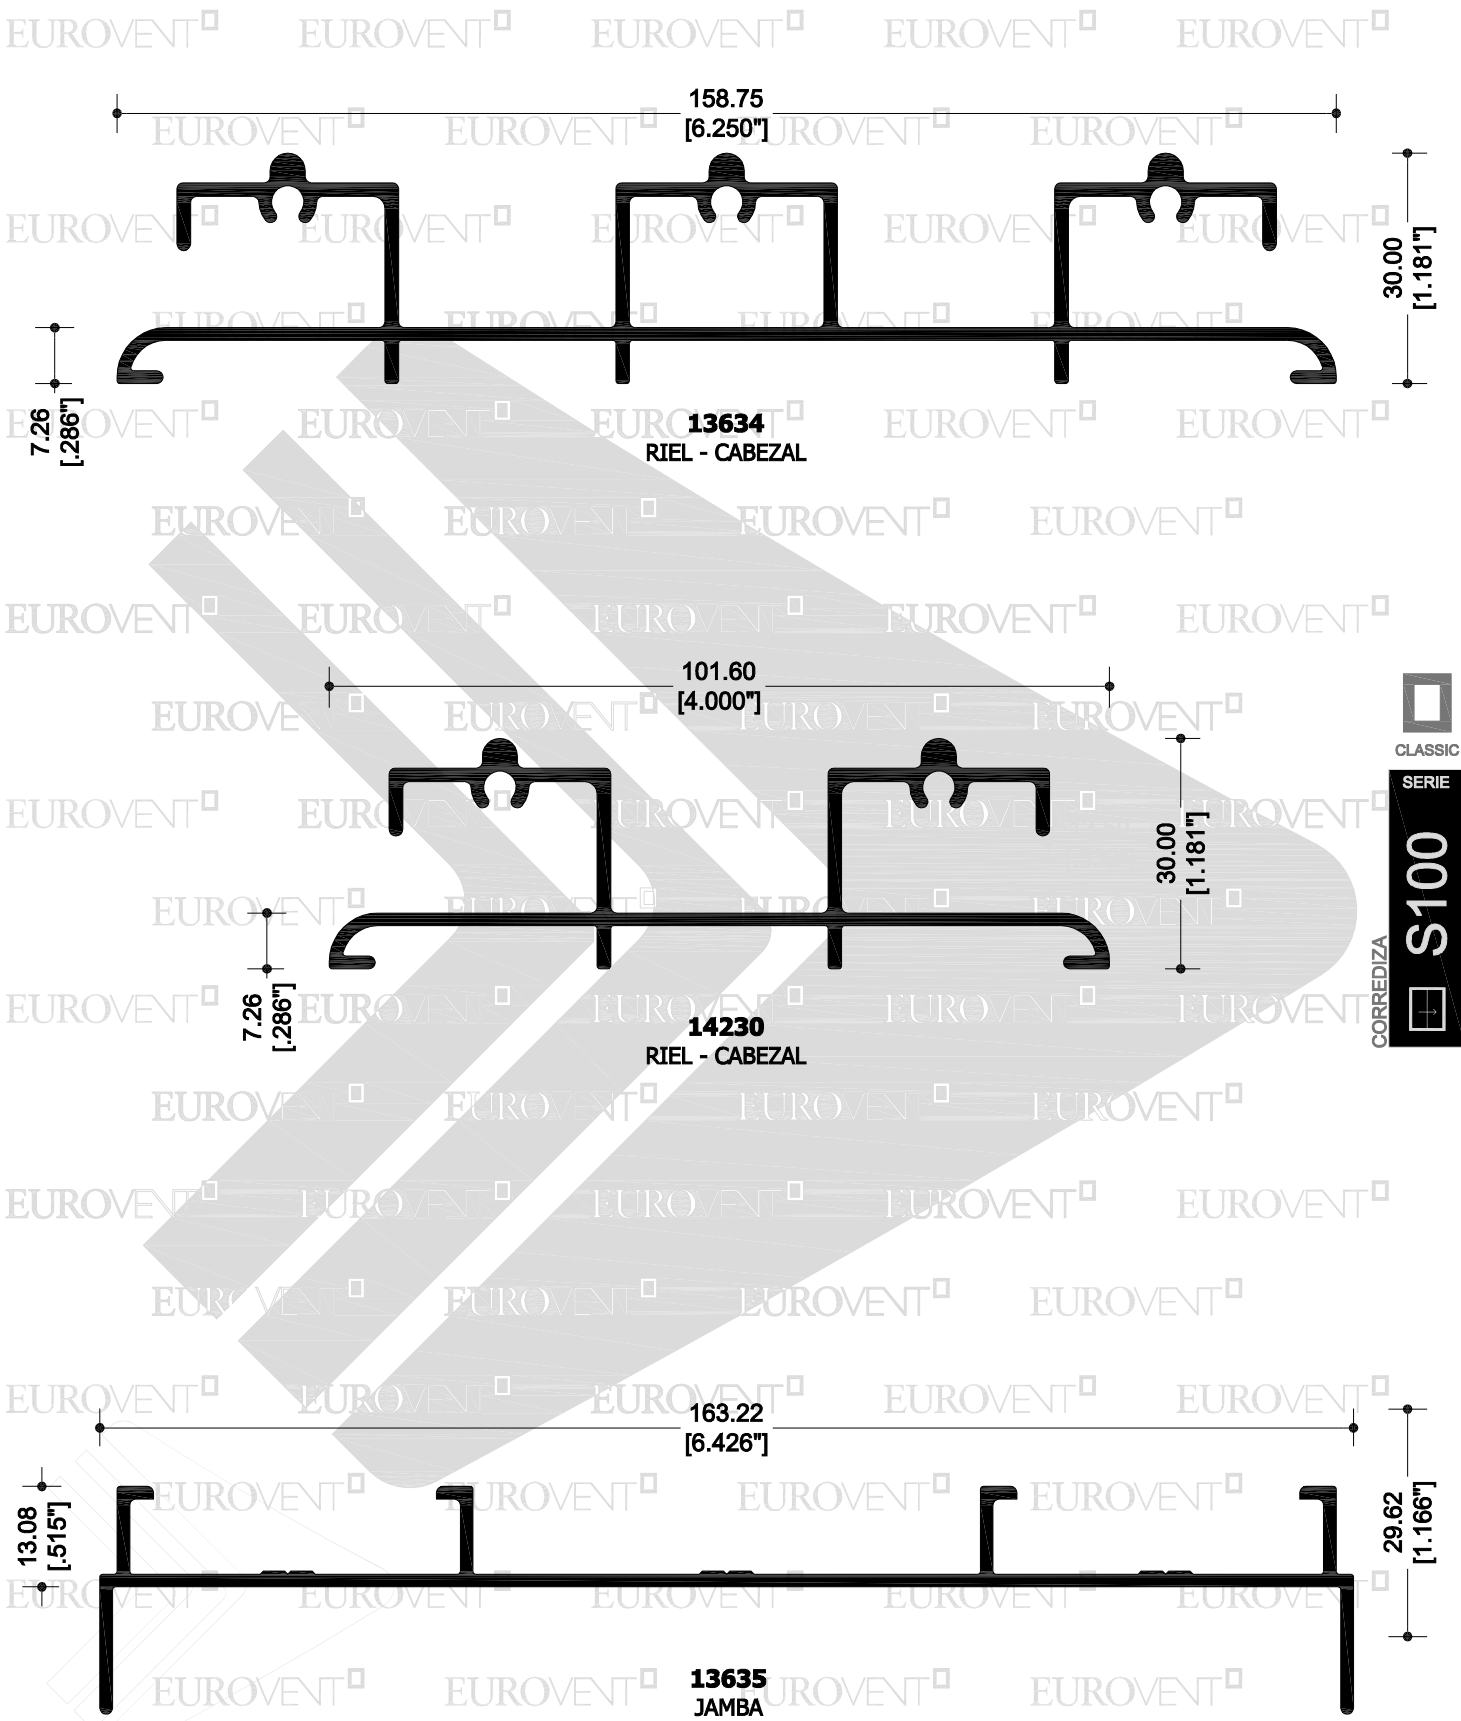 158.75
[6.250"]
30.00
[1.181"]
7.26
[.286"]
13634
RIEL - CABEZAL
101.60
[4.000"]
30.00
[1.181"]
7.26
[.286"]
14230
RIEL - CABEZAL
CLASSIC
SERIE
S100
CORREDIZA
163.22
[6.426"]
13.08
[.515"]
29.62
[1.166"]
13635
JAMBA
EUROVENT